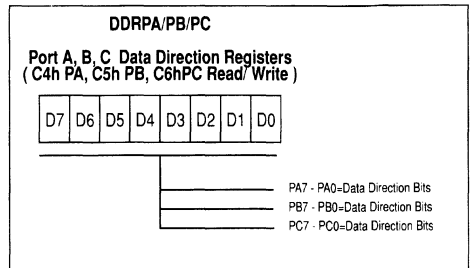 DDRPA/PB/PC
Port A, B, C Data Direction Registers
( C4h PA, C5h PB, C6hPC Read/ Write )
D7 D6 D5 D4 D3 D2 D1 D0
PA7 - PA0=Data Direction Bits
PB7 - PB0=Data Direction Bits
PC7 - PC0=Data Direction Bits